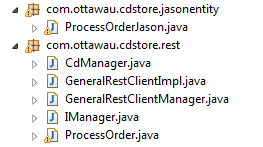 com.ottawau.cdstore.jasonentity
ProcessOrderJason.java
com.ottawau.cdstore.rest
CdManager.java
GeneralRestClientImpl.java
GeneralRestClientManager.java
IManager.java
ProcessOrder.java